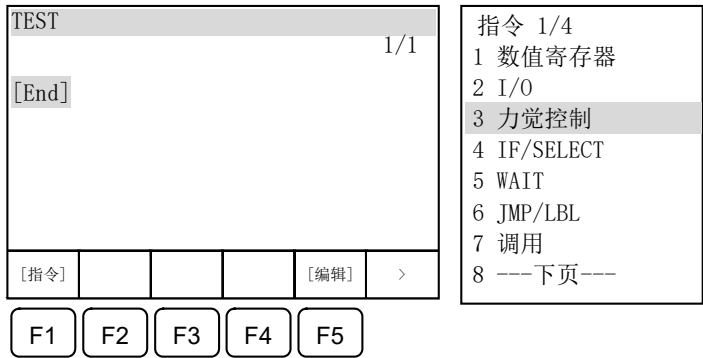 TEST
1/1
[End]
[指令]
[编辑]
>
F1
F2
F3
F4
F5
指令 1/4
1 数值寄存器
2 I/O
3 力觉控制
4 IF/SELECT
5 WAIT
6 JMP/LBL
7 调用
8 ---下页---